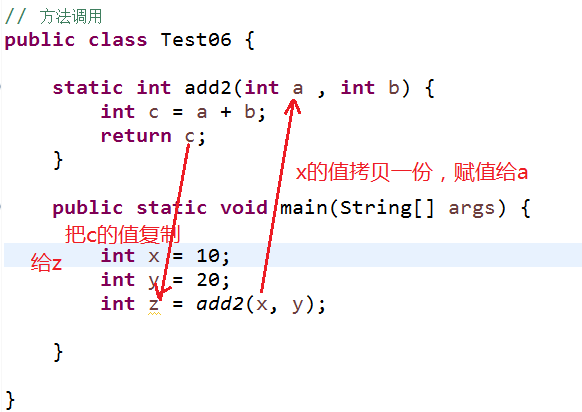 // 方法调用
public class Test06 {
static int add2(int a , int b) {
int c = a + b;
return c;
}
x的值拷贝一份，赋值给a
public static void main(String[] args) {
把c的值复制
给z
int x = 10;
int y = 20;
int z = add2(x, y);
}
}